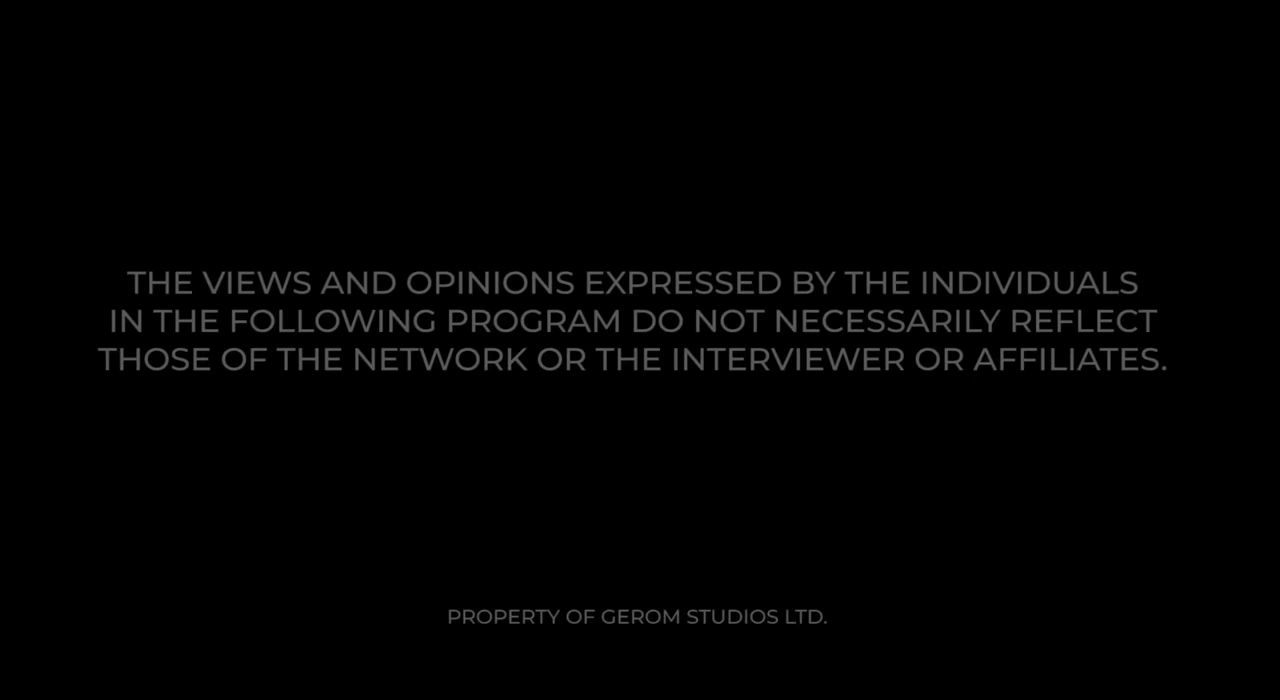 THE VIEWS AND OPINIONS EXPRESSED BY THE INDIVIDUALS
IN THE FOLLOWING PROGRAM DO NOT NECESSARILY REFLECT
THOSE OF THE NETWORK OR THE INTERVIEWER OR AFFILIATES.
PROPERTY OF GEROM STUDIOS LTD.